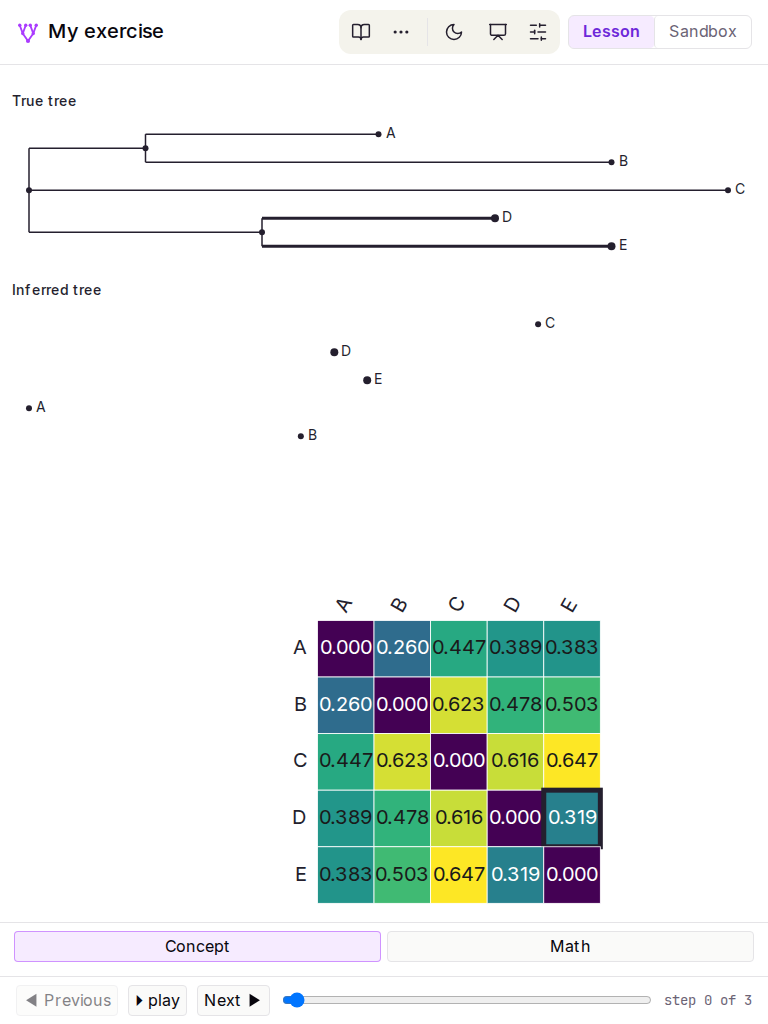 My exercise
Lesson
Sandbox
True tree
A
B
C
D
E
Inferred tree
C
D
E
A
B
A B C D E
A 0.000 0.260 0.447 0.389 0.383
B 0.260 0.000 0.623 0.478 0.503
C 0.447 0.623 0.000 0.616 0.647
D 0.389 0.478 0.616 0.000 0.319
E 0.383 0.503 0.647 0.319 0.000
Concept
Math
Previous
play
Next
step 0 of 3